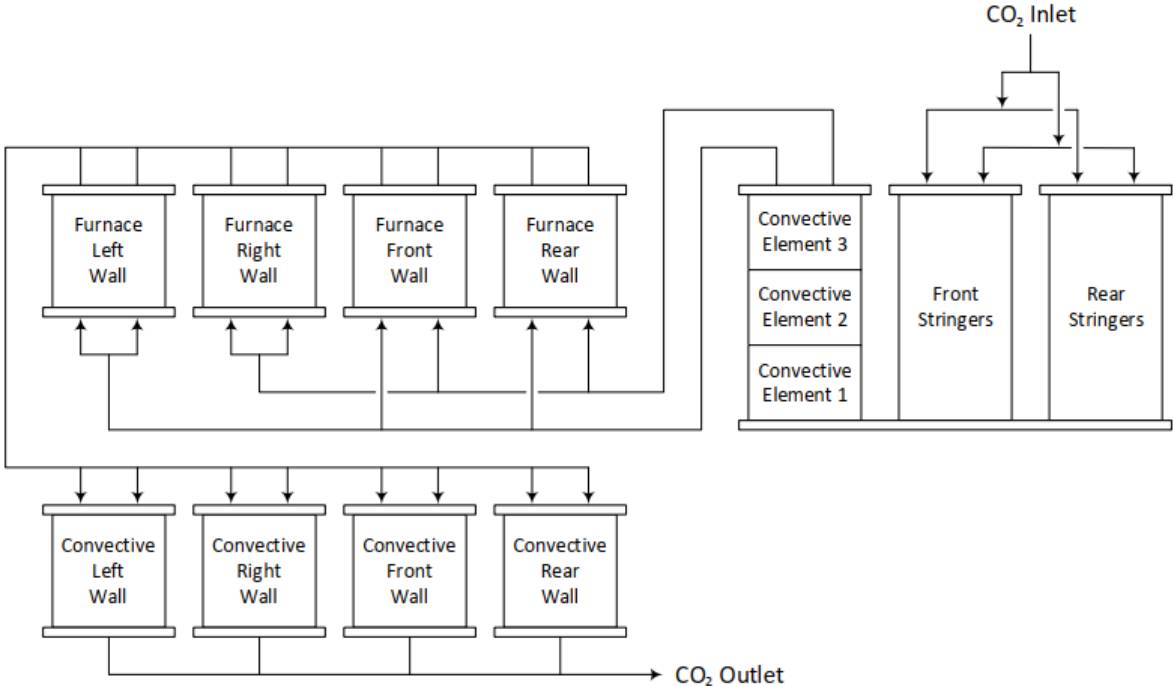 CO₂ Inlet
Furnace
Left
Wall
Furnace
Right
Wall
Furnace
Front
Wall
Furnace
Rear
Wall
Convective
Element 3
Convective
Element 2
Convective
Element 1
Front
Stringers
Rear
Stringers
Convective
Left
Wall
Convective
Right
Wall
Convective
Front
Wall
Convective
Rear
Wall
CO₂ Outlet